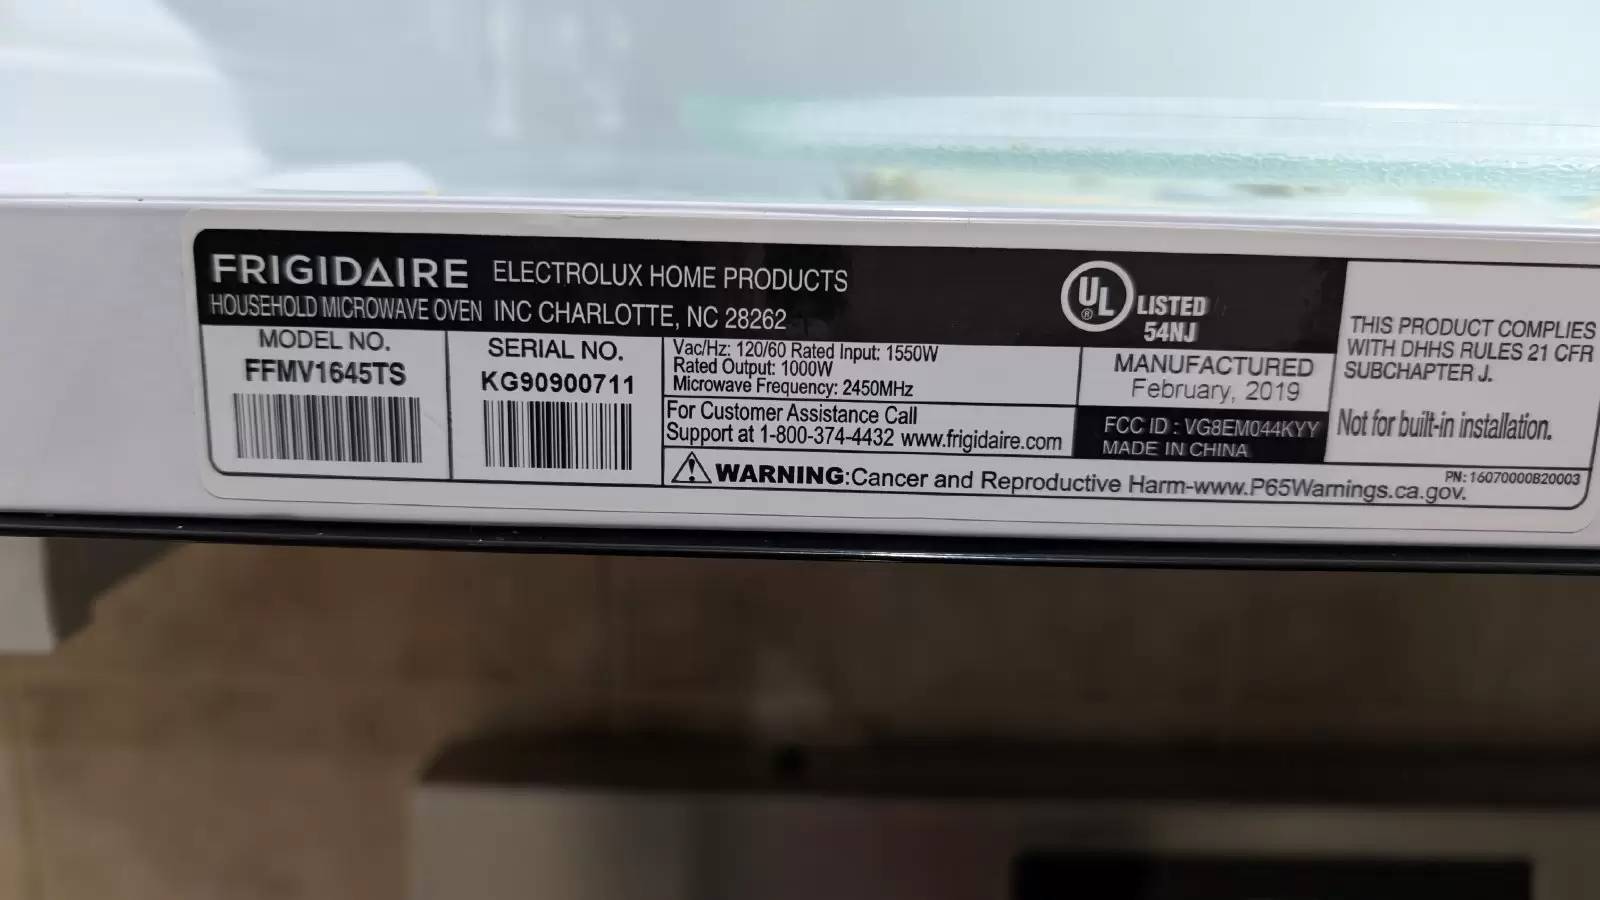 FRIGIDAIRE ELECTROLUX HOME PRODUCTS
HOUSEHOLD MICROWAVE OVEN INC CHARLOTTE, NC 28262
UL ® LISTED
54NJ
MODEL NO.
FFMV1645TS
SERIAL NO.
KG90900711
Vac/Hz: 120/60 Rated Input: 1550W
Rated Output: 1000W
Microwave Frequency: 2450MHz
For Customer Assistance Call
Support at 1-800-374-4432 www.frigidaire.com
MANUFACTURED
February, 2019
FCC ID : VG8EM044KYY
MADE IN CHINA
THIS PRODUCT COMPLIES
WITH DHHS RULES 21 CFR
SUBCHAPTER J.
Not for built-in installation.
WARNING:Cancer and Reproductive Harm-www.P65Warnings.ca.gov.
PN: 16070000B20003